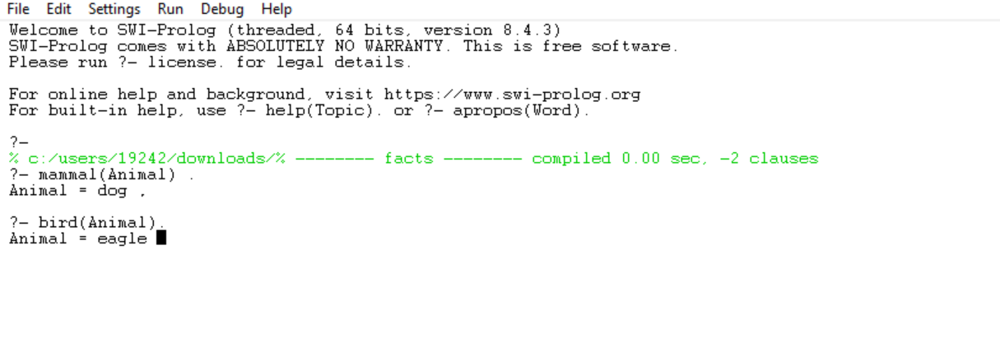 File Edit Settings Run Debug Help
Welcome to SWI-Prolog (threaded, 64 bits, version 8.4.3)
SWI-Prolog comes with ABSOLUTELY NO WARRANTY. This is free software.
Please run ?- license. for legal details.
For online help and background, visit https://www.swi-prolog.org
For built-in help, use ?- help(Topic). or ?- apropos(Word).
?-
% c:/users/19242/downloads/% -------- facts -------- compiled 0.00 sec, -2 clauses
?- mammal(Animal) .
Animal = dog ,
?- bird(Animal).
Animal = eagle